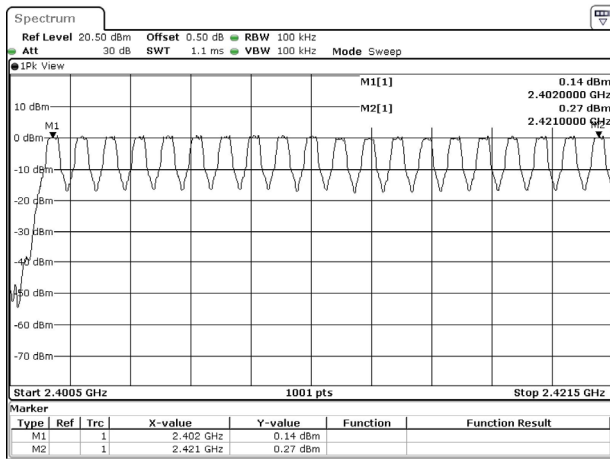 Spectrum
Ref Level 20.50 dBm Offset 0.50 dB RBW 100 kHz
Att 30 dB SWT 1.1 ms VBW 100 kHz Mode Sweep
1Pk View
M1[1] 0.14 dBm
2.4020000 GHz
10 dBm M2[1] 0.27 dBm
M1 2.4210000 GHz
M2
0 dBm
-10 dBm
-20 dBm
-30 dBm
-40 dBm
-50 dBm
-60 dBm
-70 dBm
Start 2.4005 GHz 1001 pts Stop 2.4215 GHz
Marker
Type Ref Trc X-value Y-value Function Function Result
M1 1 2.402 GHz 0.14 dBm
M2 1 2.421 GHz 0.27 dBm